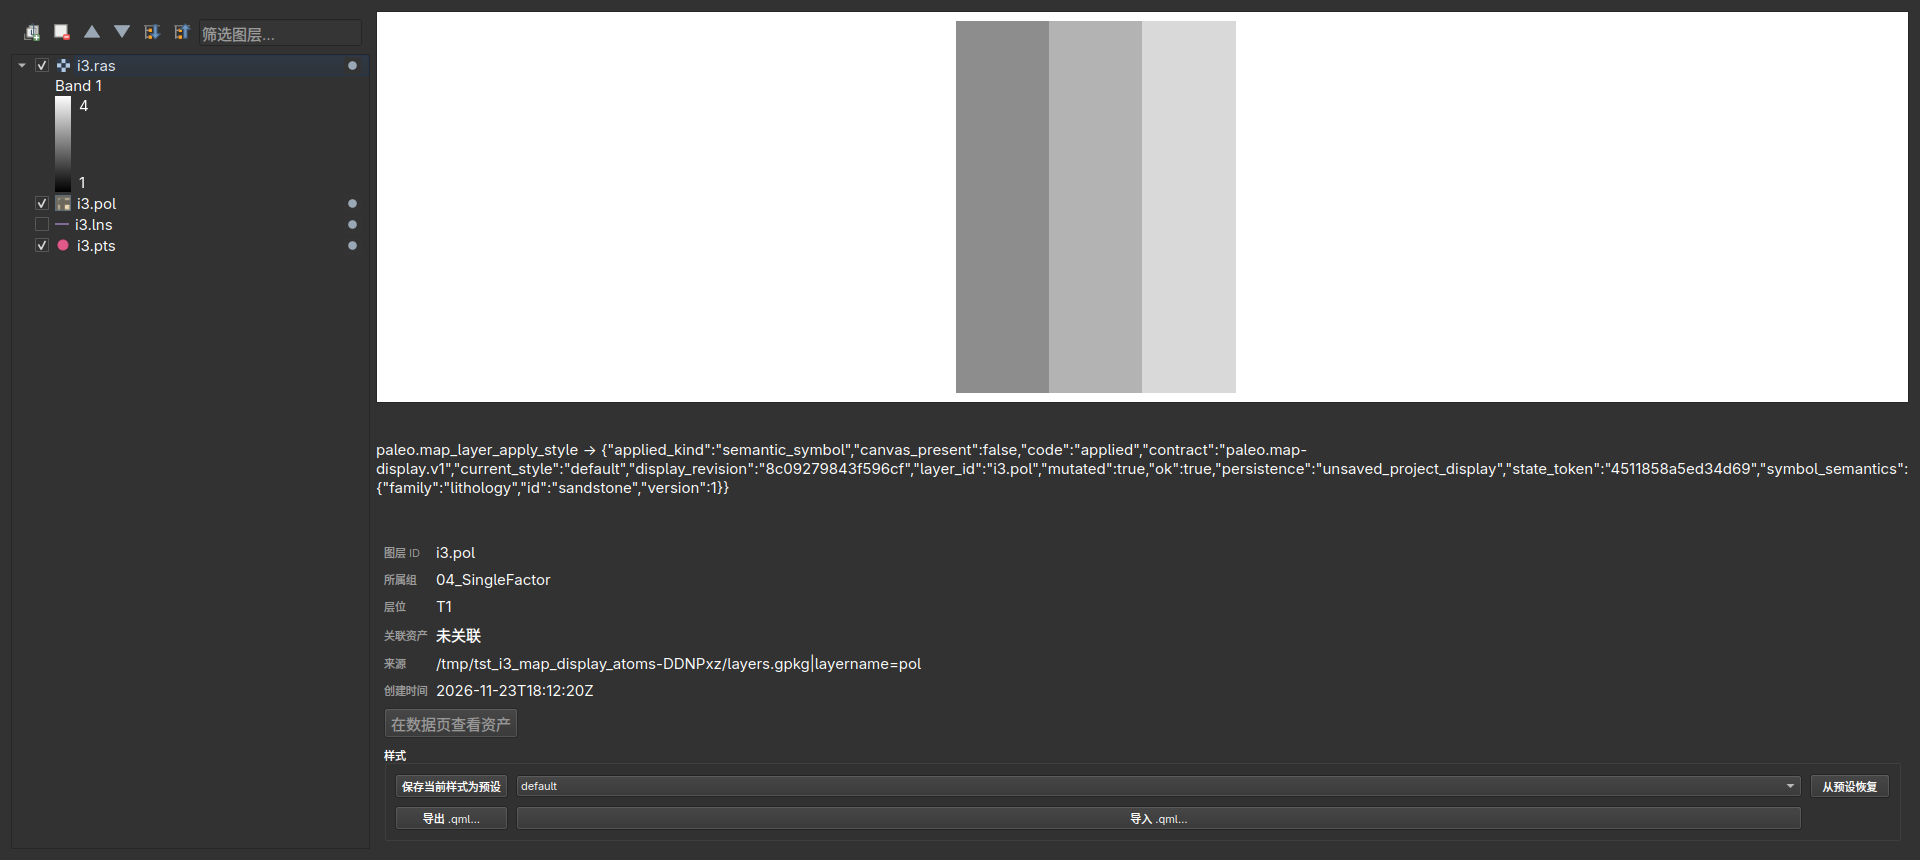 筛选图层...
i3.ras
Band 1
4
1
i3.pol
i3.lns
i3.pts
paleo.map_layer_apply_style → {"applied_kind":"semantic_symbol","canvas_present":false,"code":"applied","contract":"paleo.map-
display.v1","current_style":"default","display_revision":"8c09279843f596cf","layer_id":"i3.pol","mutated":true,"ok":true,"persistence":"unsaved_project_display","state_token":"4511858a5ed34d69","symbol_semantics":
{"family":"lithology","id":"sandstone","version":1}}
图层 ID i3.pol
所属组 04_SingleFactor
层位 T1
关联资产 未关联
来源 /tmp/tst_i3_map_display_atoms-DDNPxz/layers.gpkg|layername=pol
创建时间 2026-11-23T18:12:20Z
在数据页查看资产
样式
保存当前样式为预设 default 从预设恢复
导出 .qml... 导入 .qml...